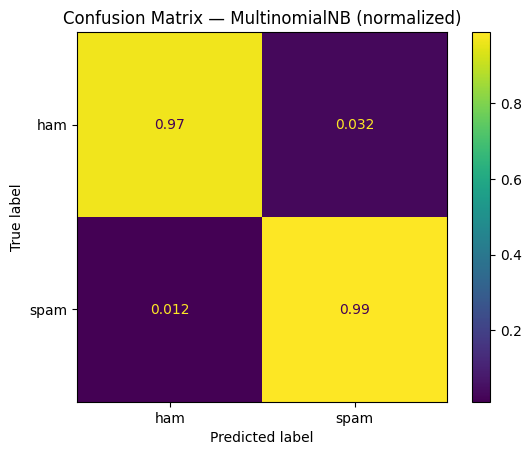 Confusion Matrix — MultinomialNB (normalized)
True label
ham
0.97
0.032
spam
0.012
0.99
ham
spam
Predicted label
0.8
0.6
0.4
0.2